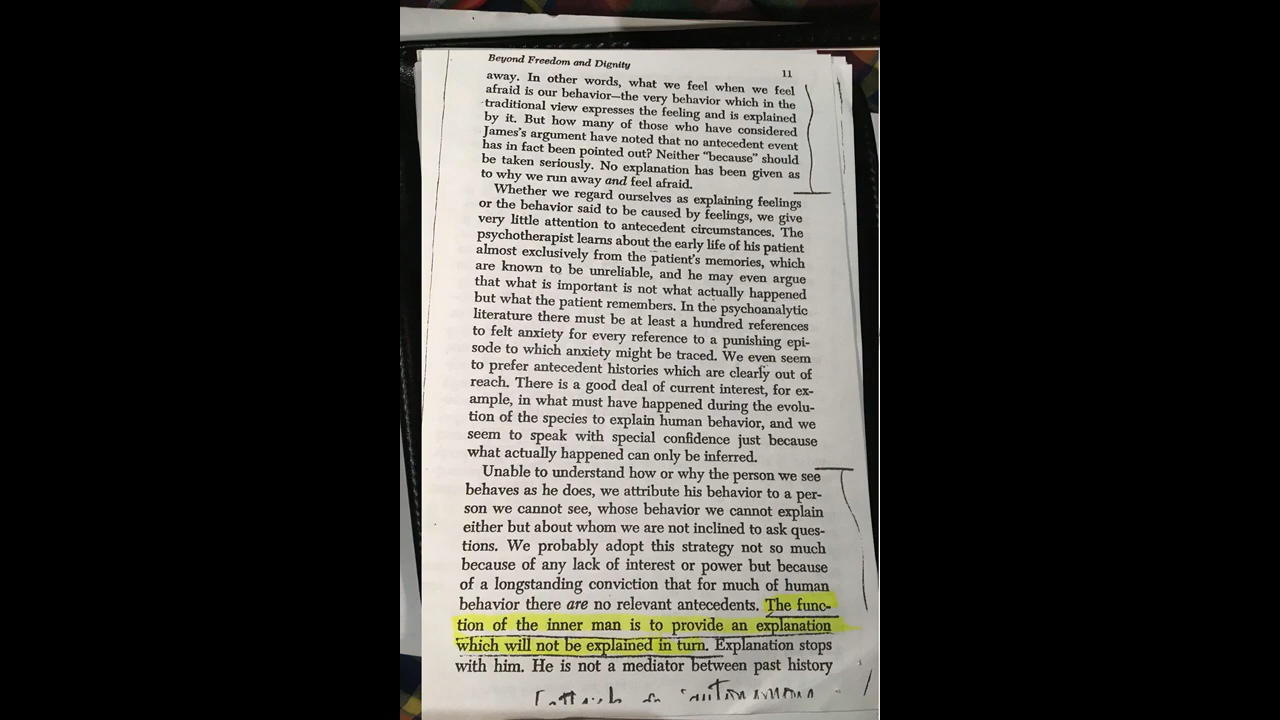 Beyond Freedom and Dignity 11
away. In other words, what we feel when we feel
afraid is our behavior—the very behavior which in the
traditional view expresses the feeling and is explained
by it. But how many of those who have considered
James's argument have noted that no antecedent event
has in fact been pointed out? Neither "because" should
be taken seriously. No explanation has been given as
to why we run away and feel afraid.
Whether we regard ourselves as explaining feelings
or the behavior said to be caused by feelings, we give
very little attention to antecedent circumstances. The
psychotherapist learns about the early life of his patient
almost exclusively from the patient's memories, which
are known to be unreliable, and he may even argue
that what is important is not what actually happened
but what the patient remembers. In the psychoanalytic
literature there must be at least a hundred references
to felt anxiety for every reference to a punishing epi-
sode to which anxiety might be traced. We even seem
to prefer antecedent histories which are clearly out of
reach. There is a good deal of current interest, for ex-
ample, in what must have happened during the evolu-
tion of the species to explain human behavior, and we
seem to speak with special confidence just because
what actually happened can only be inferred.
Unable to understand how or why the person we see
behaves as he does, we attribute his behavior to a per-
son we cannot see, whose behavior we cannot explain
either but about whom we are not inclined to ask ques-
tions. We probably adopt this strategy not so much
because of any lack of interest or power but because
of a longstanding conviction that for much of human
behavior there are no relevant antecedents. The func-
tion of the inner man is to provide an explanation
which will not be explained in turn. Explanation stops
with him. He is not a mediator between past history